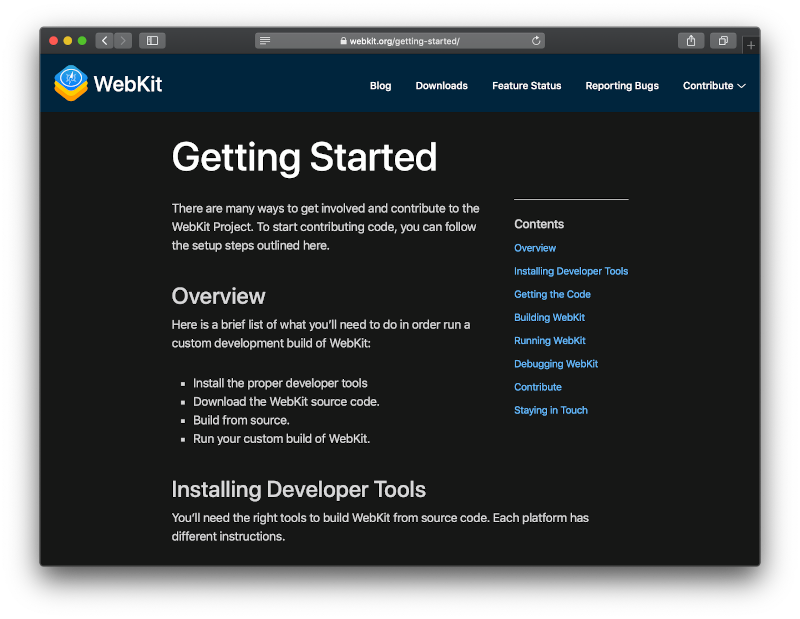 webkit.org/getting-started/
WebKit
Blog
Downloads
Feature Status
Reporting Bugs
Contribute
Getting Started
There are many ways to get involved and contribute to the
WebKit Project. To start contributing code, you can follow
the setup steps outlined here.
Contents
Overview
Installing Developer Tools
Getting the Code
Building WebKit
Running WebKit
Debugging WebKit
Contribute
Staying in Touch
Overview
Here is a brief list of what you’ll need to do in order run a
custom development build of WebKit:
Install the proper developer tools
Download the WebKit source code.
Build from source.
Run your custom build of WebKit.
Installing Developer Tools
You’ll need the right tools to build WebKit from source code. Each platform has
different instructions.